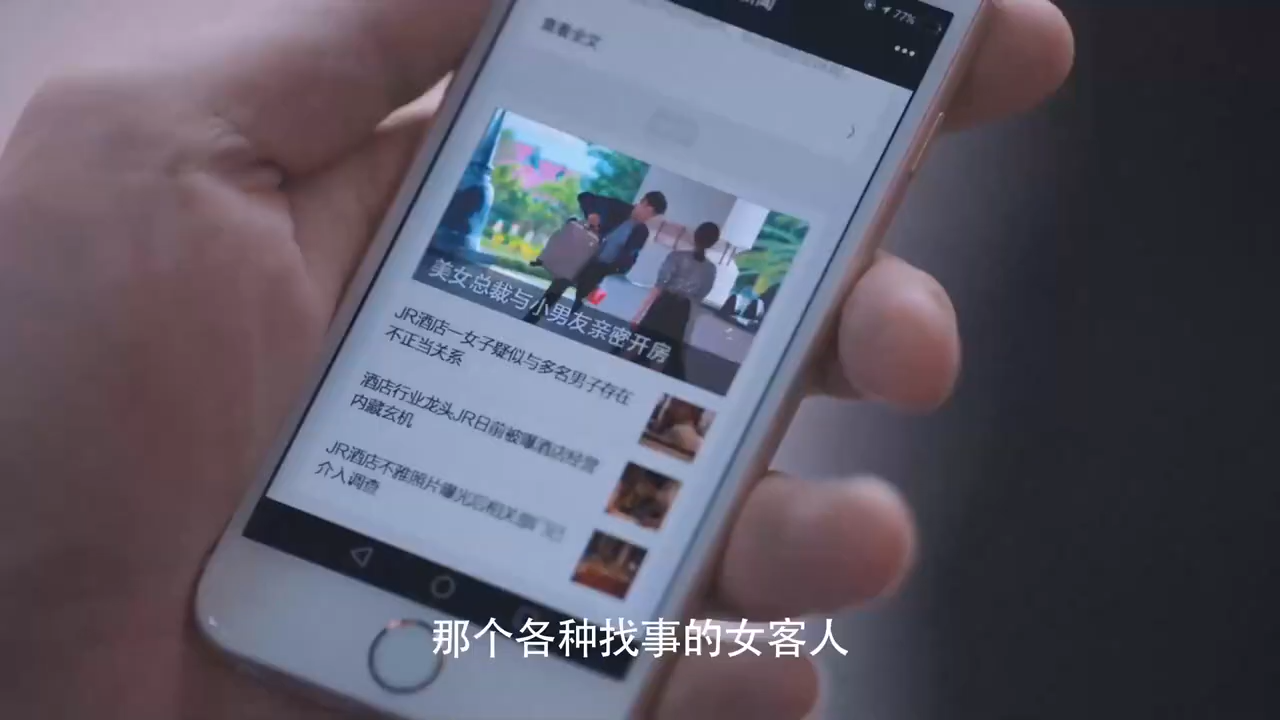 新闻
77%
查看全文
美女总裁与小男友亲密开房
JR酒店一女子疑似与多名男子存在
不正当关系
酒店行业龙头JR日前被曝酒店经营
内藏玄机
JR酒店不雅照片曝光后相关部门已
介入调查
那个各种找事的女客人